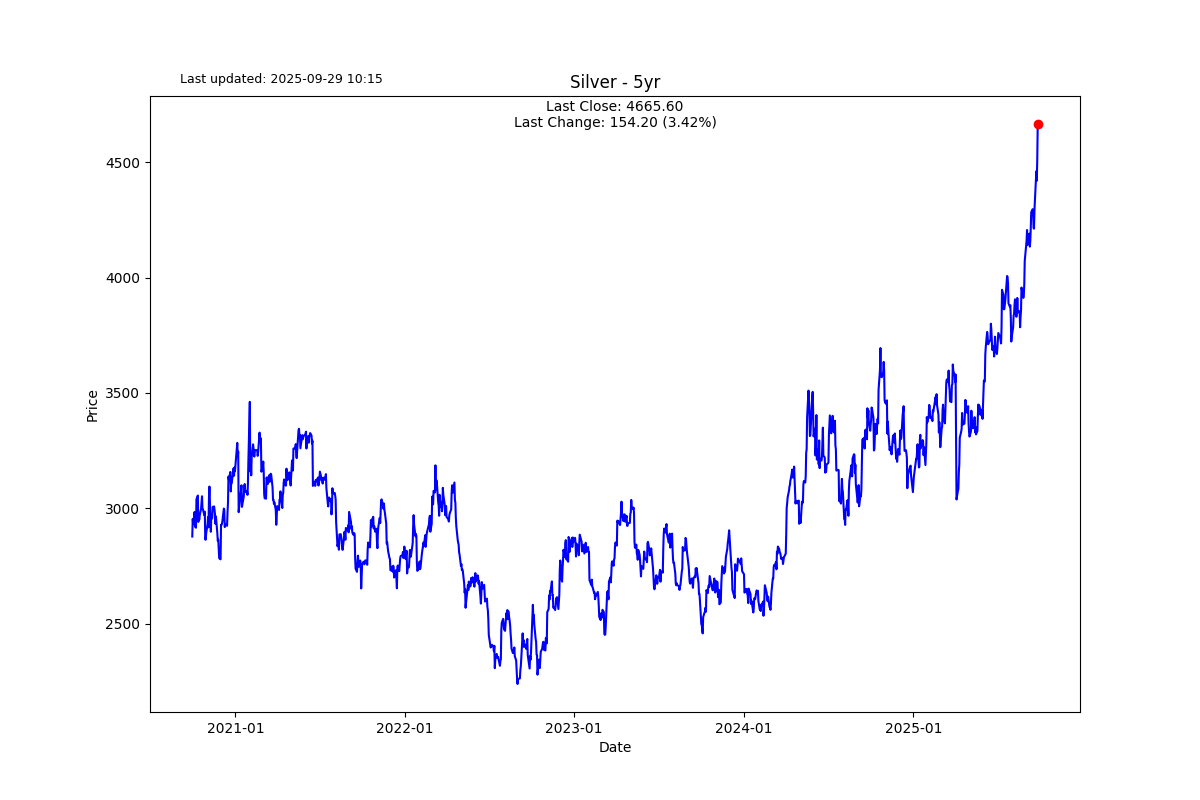 Last updated: 2025-09-29 10:15
Silver - 5yr
Last Close: 4665.60
Last Change: 154.20 (3.42%)
4500
4000
3500
3000
2500
Price
2021-01
2022-01
2023-01
2024-01
2025-01
Date